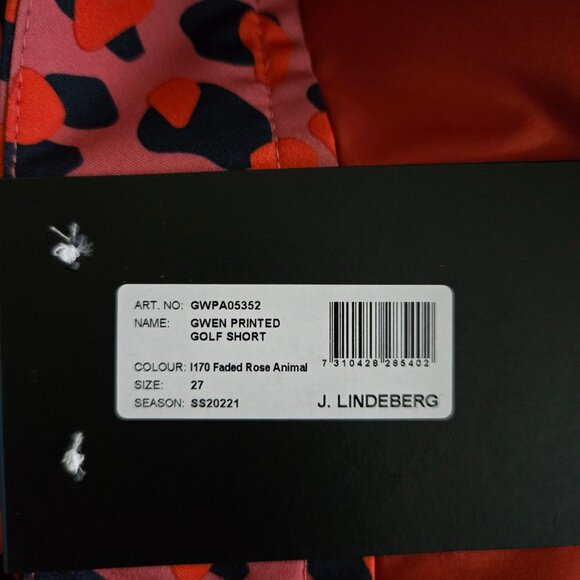 ART. NO: GWPA05352
NAME: GWEN PRINTED
GOLF SHORT
COLOUR: I170 Faded Rose Animal
SIZE: 27
SEASON: SS20221
7 310428 285402
J. LINDEBERG